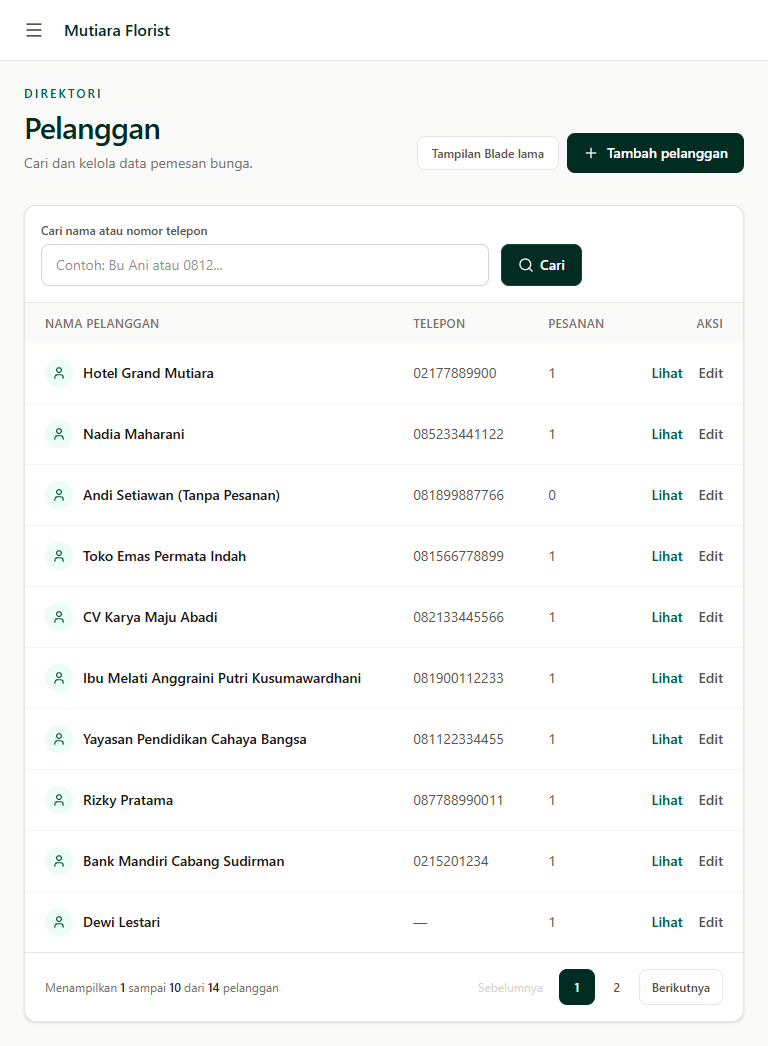 Mutiara Florist
DIREKTORI
Pelanggan
Cari dan kelola data pemesan bunga.
Tampilan Blade lama
Tambah pelanggan
Cari nama atau nomor telepon
Contoh: Bu Ani atau 0812...
Cari
NAMA PELANGGAN TELEPON PESANAN AKSI
Hotel Grand Mutiara 02177889900 1 Lihat Edit
Nadia Maharani 085233441122 1 Lihat Edit
Andi Setiawan (Tanpa Pesanan) 081899887766 0 Lihat Edit
Toko Emas Permata Indah 081566778899 1 Lihat Edit
CV Karya Maju Abadi 082133445566 1 Lihat Edit
Ibu Melati Anggraini Putri Kusumawardhani 081900112233 1 Lihat Edit
Yayasan Pendidikan Cahaya Bangsa 081122334455 1 Lihat Edit
Rizky Pratama 087788990011 1 Lihat Edit
Bank Mandiri Cabang Sudirman 0215201234 1 Lihat Edit
Dewi Lestari — 1 Lihat Edit
Menampilkan 1 sampai 10 dari 14 pelanggan
Sebelumnya 1 2 Berikutnya